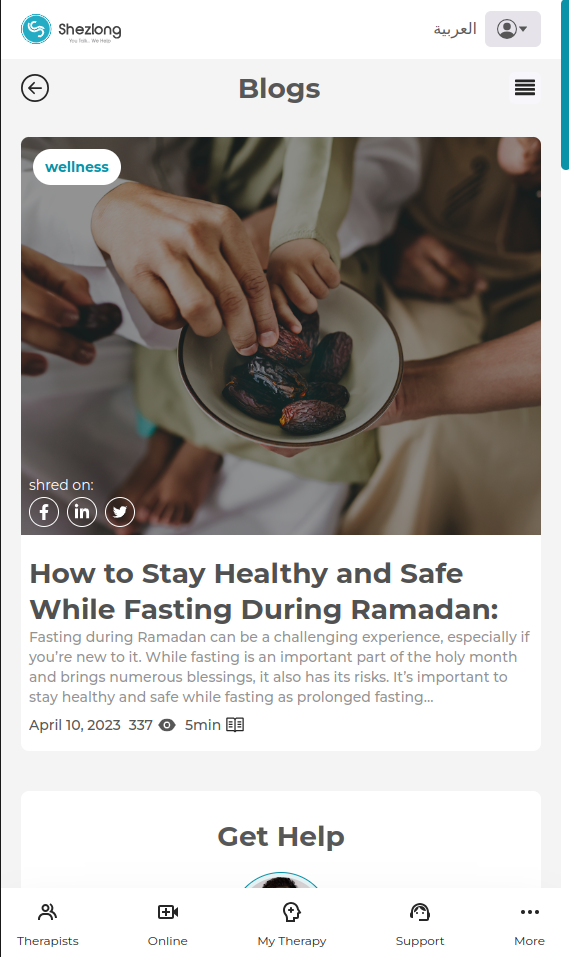 Shezlong
You Talk.. We Help
العربية
Blogs
wellness
shred on:
How to Stay Healthy and Safe
While Fasting During Ramadan:
Fasting during Ramadan can be a challenging experience, especially if
you're new to it. While fasting is an important part of the holy month
and brings numerous blessings, it also has its risks. It's important to
stay healthy and safe while fasting as prolonged fasting...
April 10, 2023 337 5min
Get Help
Therapists Online My Therapy Support More